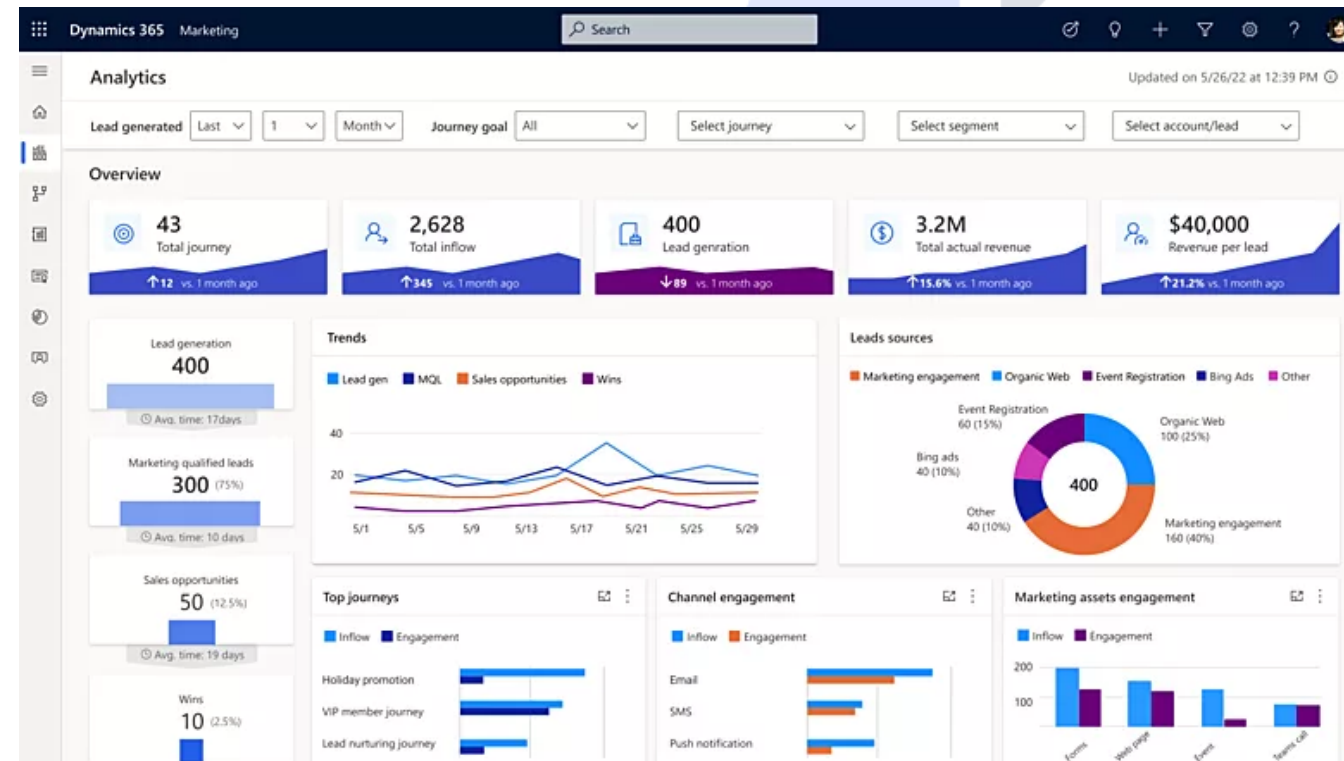 Dynamics 365 Marketing
Search
?
Analytics
Updated on 5/26/22 at 12:39 PM
Lead generated Last 1 Month Journey goal All Select journey Select segment Select account/lead
Overview
43
Total journey
↑12 vs. 1 month ago
2,628
Total inflow
↑345 vs. 1 month ago
400
Lead genration
↓89 vs. 1 month ago
3.2M
Total actual revenue
↑15.6% vs. 1 month ago
$40,000
Revenue per lead
↑21.2% vs. 1 month ago
Lead generation
400
Avg. time: 17days
Marketing qualified leads
300 (75%)
Avg. time: 10 days
Sales opportunities
50 (12.5%)
Avg. time: 19 days
Wins
10 (2.5%)
Trends
Lead gen MQL Sales opportunities Wins
40
20
5/1 5/5 5/9 5/13 5/17 5/21 5/25 5/29
Leads sources
Marketing engagement Organic Web Event Registration Bing Ads Other
Event Registration
60 (15%)
Organic Web
100 (25%)
Bing ads
40 (10%)
400
Other
40 (10%)
Marketing engagement
160 (40%)
Top journeys
Inflow Engagement
Holiday promotion
VIP member journey
Lead nurturing journey
Channel engagement
Inflow Engagement
Email
SMS
Push notification
Marketing assets engagement
Inflow Engagement
200
100
Forms Web page Event Teams call